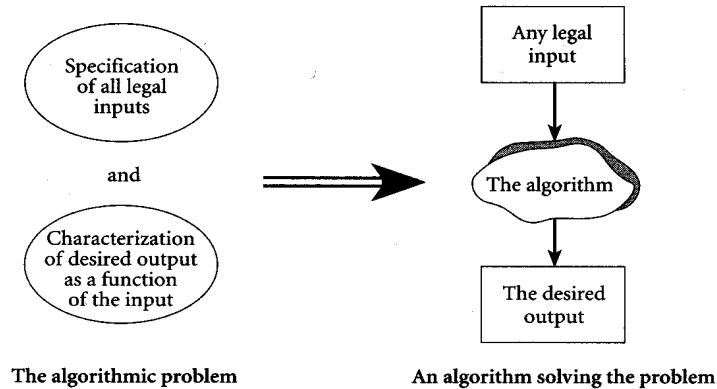 Specification
of all legal
inputs
and
Characterization
of desired output
as a function
of the input
The algorithmic problem
Any legal
input
The algorithm
The desired
output
An algorithm solving the problem